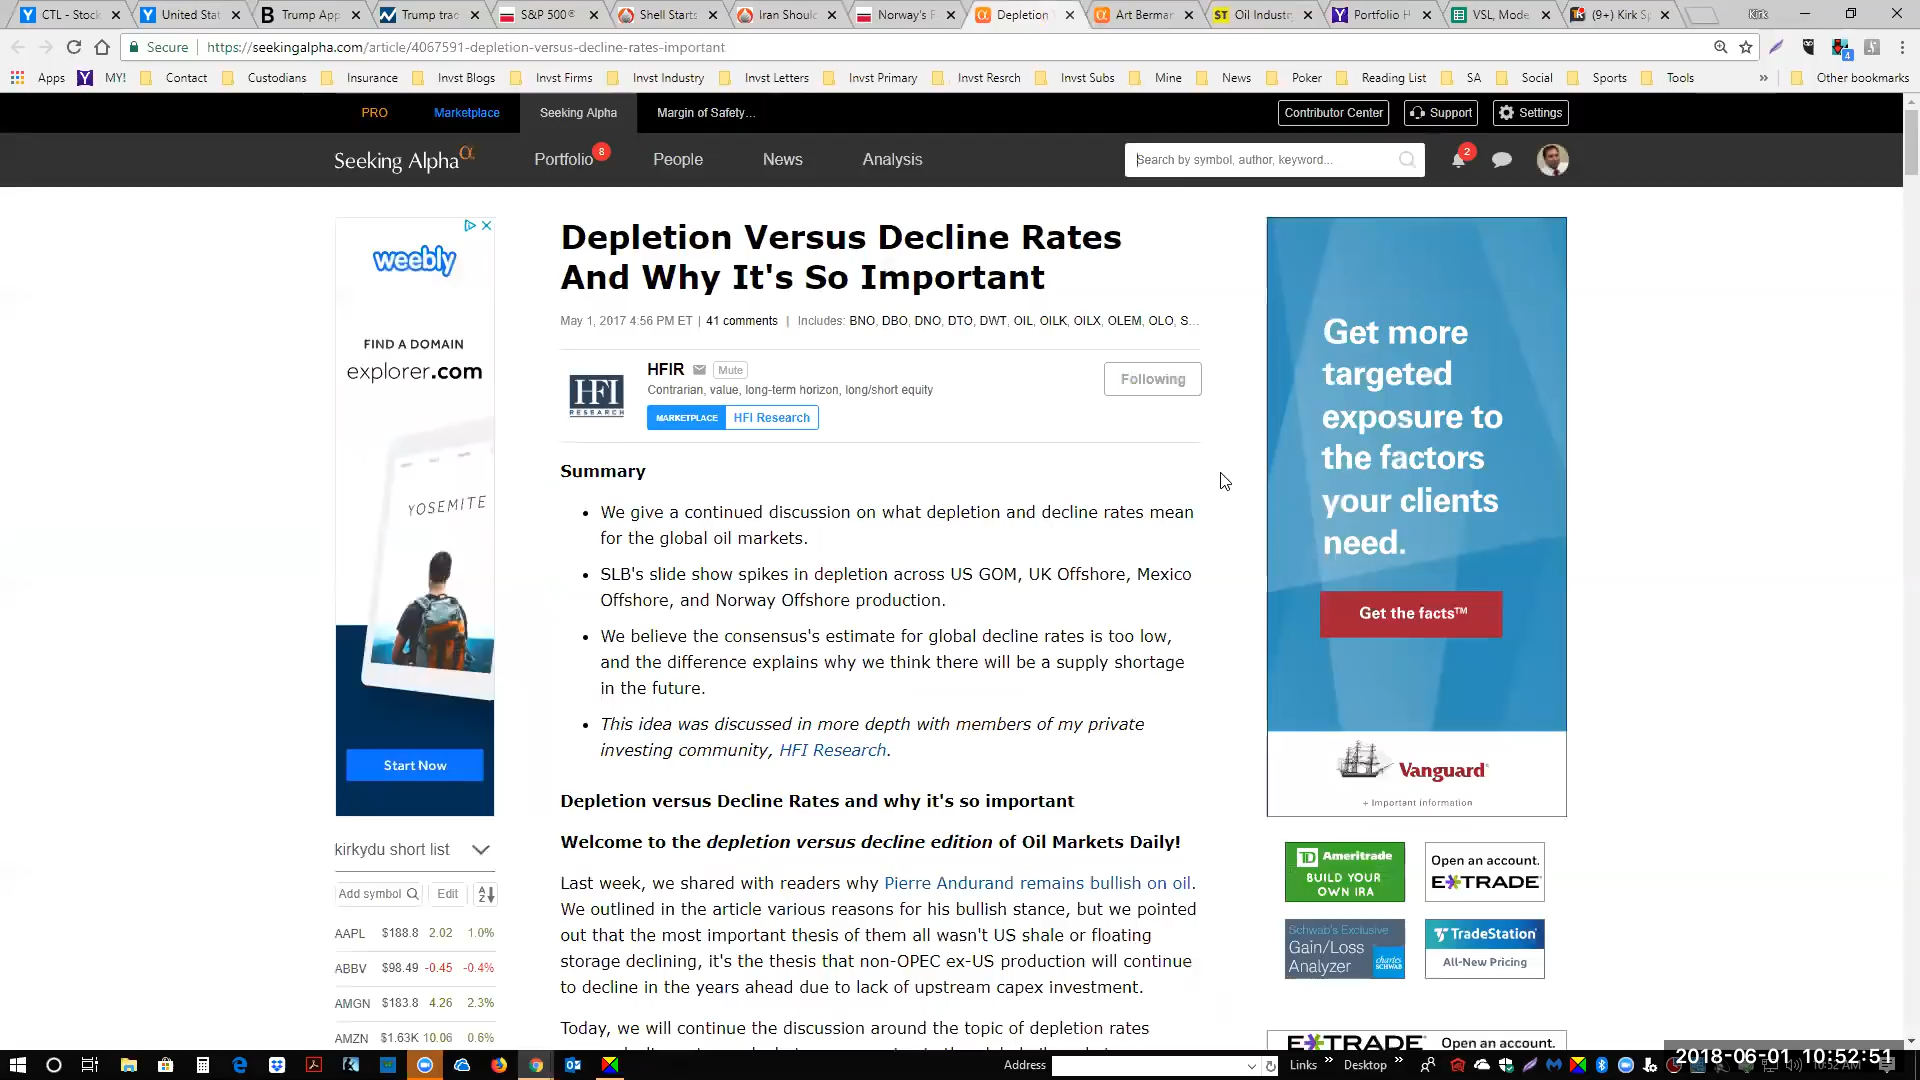 CTL - Stock
United Stat
Trump App
Trump trad
S&P 500®
Shell Starts
Iran Should
Norway's F
Depletion V
Art Berman
Oil Industry
Portfolio H
VSL, Mode
(9+) Kirk Sp
Kirk
Secure
https://seekingalpha.com/article/4067591-depletion-versus-decline-rates-important
Apps
MY!
Contact
Custodians
Insurance
Invst Blogs
Invst Firms
Invst Industry
Invst Letters
Invst Primary
Invst Resrch
Invst Subs
Mine
News
Poker
Reading List
SA
Social
Sports
Tools
»
Other bookmarks
PRO
Marketplace
Seeking Alpha
Margin of Safety...
Contributor Center
Support
Settings
Seeking Alpha α
Portfolio 8
People
News
Analysis
Search by symbol, author, keyword...
2
weebly
FIND A DOMAIN
explorer.com
YOSEMITE
Start Now
Depletion Versus Decline Rates
And Why It's So Important
May 1, 2017 4:56 PM ET | 41 comments | Includes: BNO, DBO, DNO, DTO, DWT, OIL, OILK, OILX, OLEM, OLO, S...
HFI
RESEARCH
HFIR Mute
Contrarian, value, long-term horizon, long/short equity
MARKETPLACE HFI Research
Following
Summary
• We give a continued discussion on what depletion and decline rates mean
for the global oil markets.
• SLB's slide show spikes in depletion across US GOM, UK Offshore, Mexico
Offshore, and Norway Offshore production.
• We believe the consensus's estimate for global decline rates is too low,
and the difference explains why we think there will be a supply shortage
in the future.
• This idea was discussed in more depth with members of my private
investing community, HFI Research.
Depletion versus Decline Rates and why it's so important
Welcome to the depletion versus decline edition of Oil Markets Daily!
Last week, we shared with readers why Pierre Andurand remains bullish on oil.
We outlined in the article various reasons for his bullish stance, but we pointed
out that the most important thesis of them all wasn't US shale or floating
storage declining, it's the thesis that non-OPEC ex-US production will continue
to decline in the years ahead due to lack of upstream capex investment.
Today, we will continue the discussion around the topic of depletion rates
kirkydu short list
Add symbol
Edit
AAPL $188.8 2.02 1.0%
ABBV $98.49 -0.45 -0.4%
AMGN $183.8 4.26 2.3%
AMZN $1.63K 10.06 0.6%
Get more
targeted
exposure to
the factors
your clients
need.
Get the facts™
Vanguard®
+ Important information
TD Ameritrade
BUILD YOUR
OWN IRA
Open an account.
E*TRADE
Schwab's Exclusive
Gain/Loss
Analyzer
charles
SCHWAB
TradeStation
All-New Pricing
E*TRADE
Open an account.
Address
Links
»
Desktop
»
2018-06-01 10:52:51